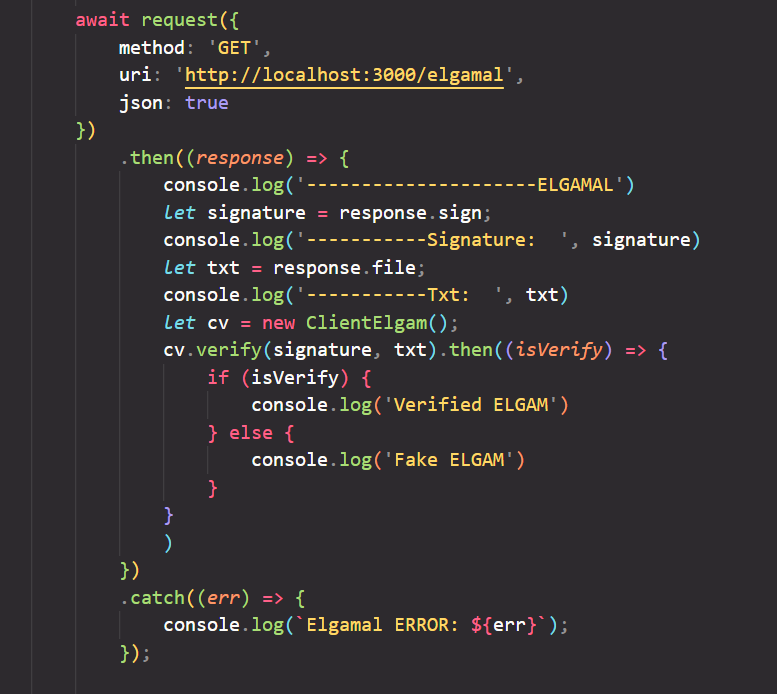 await request({
method: 'GET',
uri: 'http://localhost:3000/elgamal',
json: true
})
.then((response) => {
console.log('---------------------ELGAMAL')
let signature = response.sign;
console.log('-----------Signature:  ', signature)
let txt = response.file;
console.log('-----------Txt:  ', txt)
let cv = new ClientElgam();
cv.verify(signature, txt).then((isVerify) => {
if (isVerify) {
console.log('Verified ELGAM')
} else {
console.log('Fake ELGAM')
}
}
)
})
.catch((err) => {
console.log(`Elgamal ERROR: ${err}`);
});